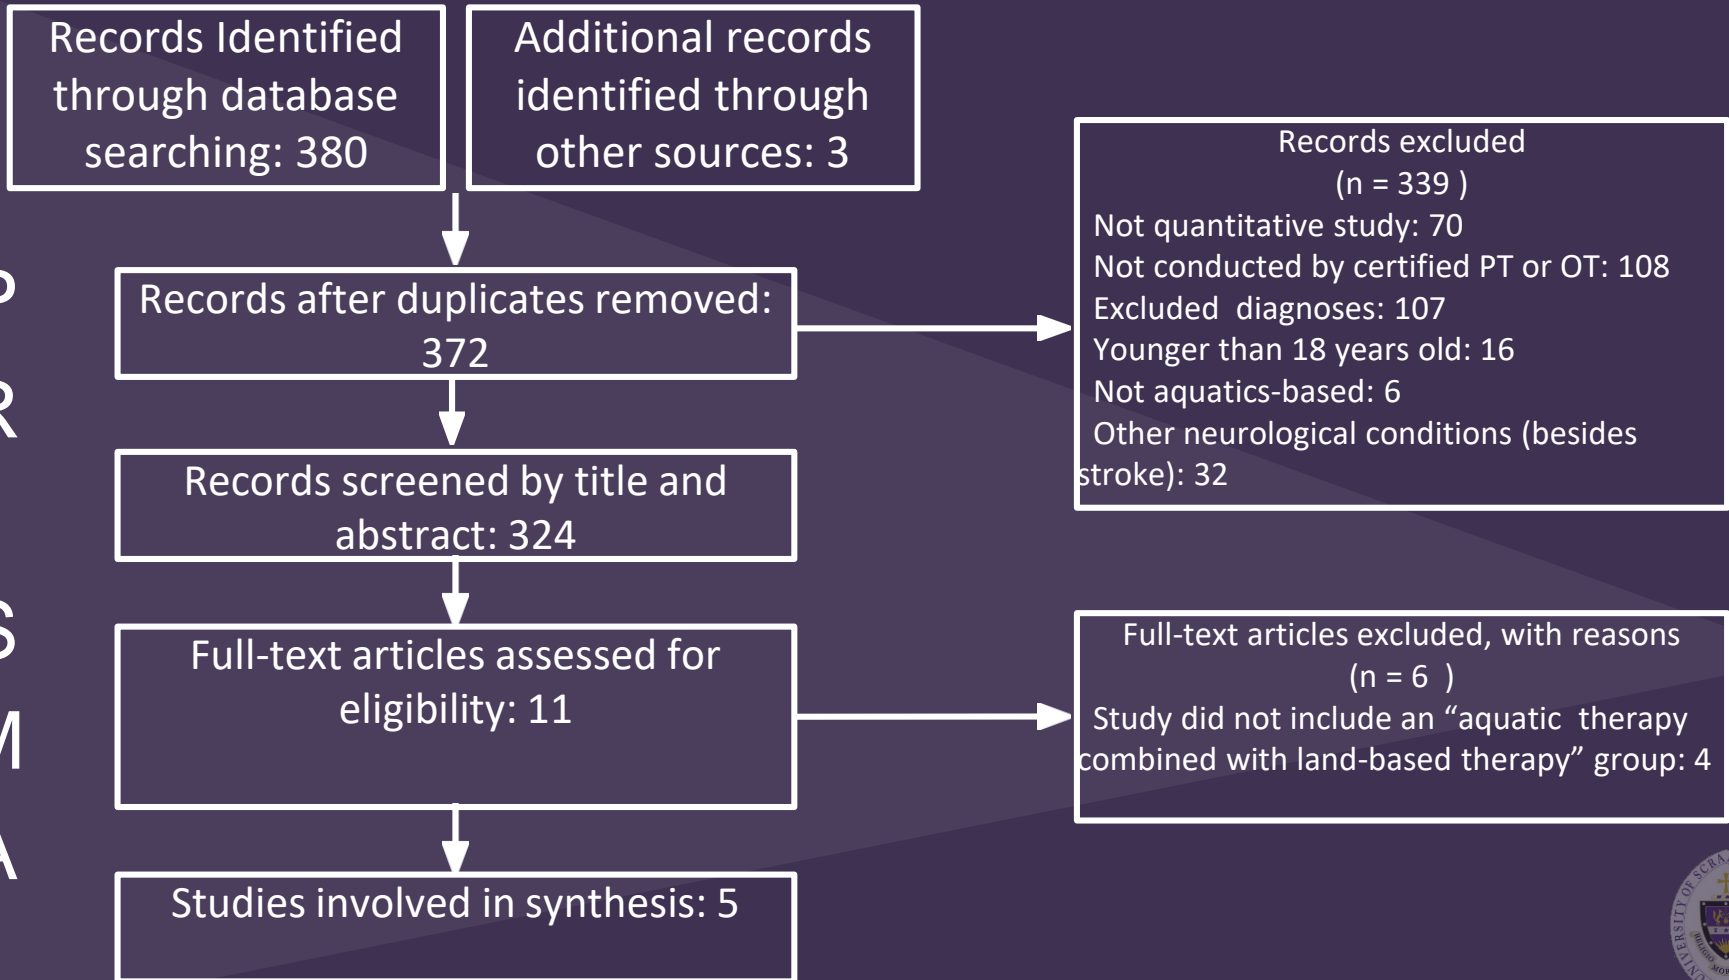 Records Identified
through database
searching: 380
Additional records
identified through
other sources: 3
Records after duplicates removed:
372
Records screened by title and
abstract: 324
Full-text articles assessed for
eligibility: 11
Studies involved in synthesis: 5
Records excluded
(n = 339 )
Not quantitative study: 70
Not conducted by certified PT or OT: 108
Excluded  diagnoses: 107
Younger than 18 years old: 16
Not aquatics-based: 6
Other neurological conditions (besides
stroke): 32
Full-text articles excluded, with reasons
(n = 6  )
Study did not include an “aquatic  therapy
combined with land-based therapy” group: 4
P
R
S
M
A